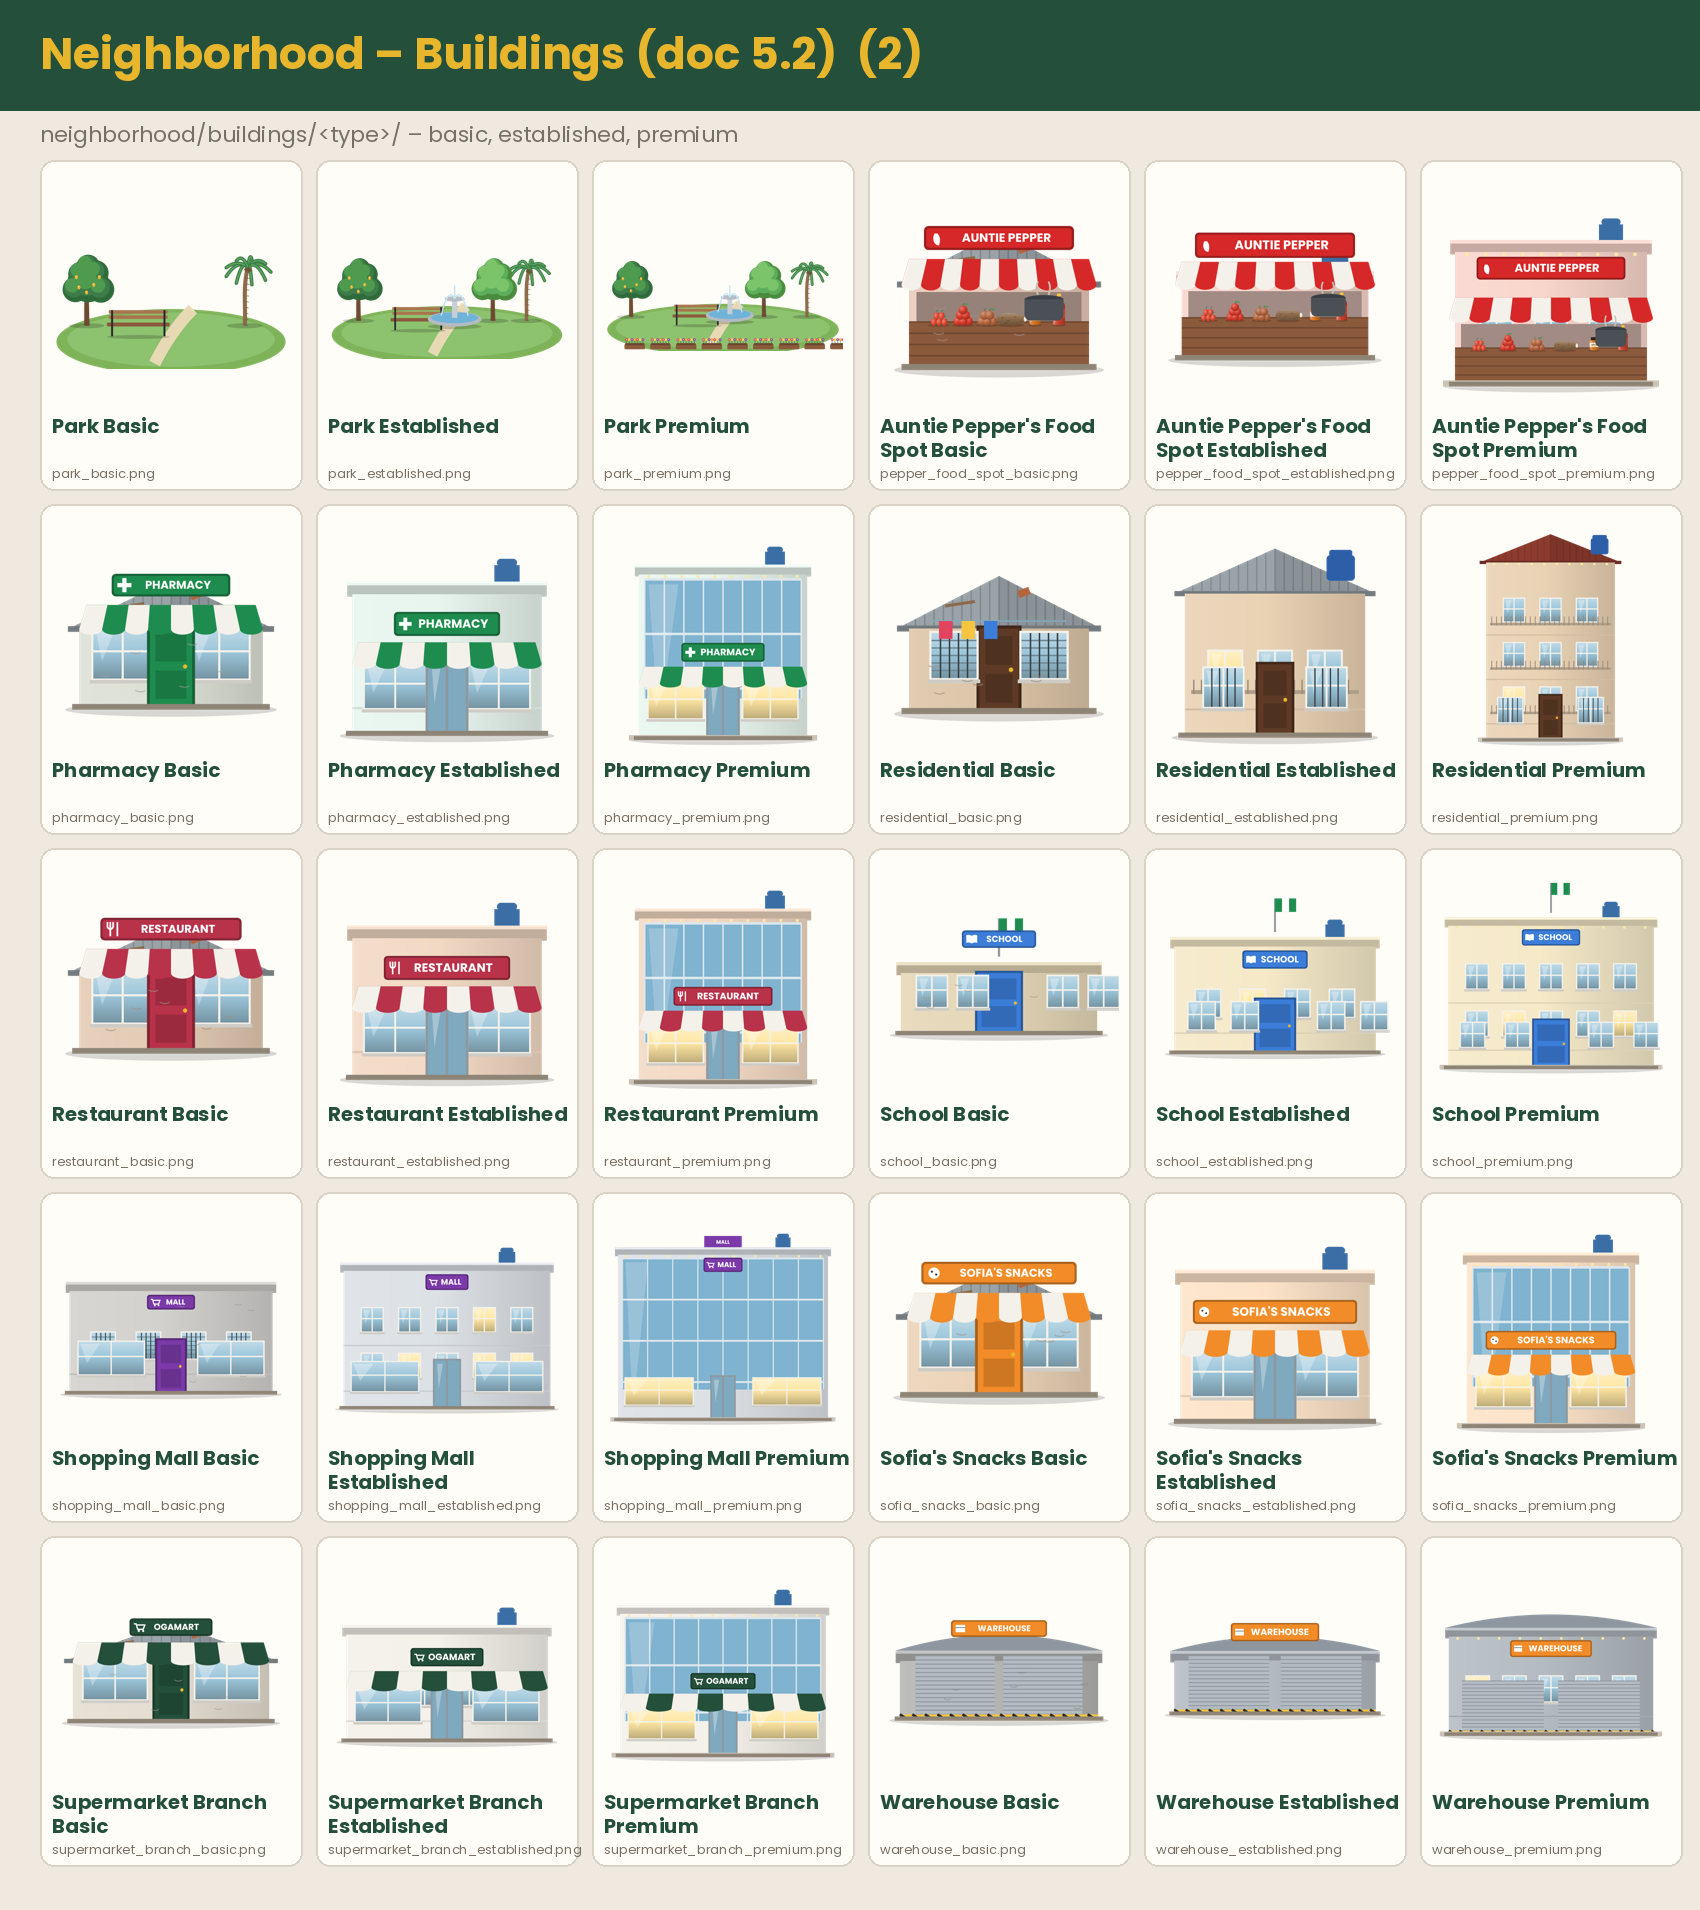 Neighborhood – Buildings (doc 5.2) (2)
neighborhood/buildings/<type>/ – basic, established, premium
Park Basic
park_basic.png
Park Established
park_established.png
Park Premium
park_premium.png
AUNTIE PEPPER
Auntie Pepper's Food
Spot Basic
pepper_food_spot_basic.png
AUNTIE PEPPER
Auntie Pepper's Food
Spot Established
pepper_food_spot_established.png
AUNTIE PEPPER
Auntie Pepper's Food
Spot Premium
pepper_food_spot_premium.png
PHARMACY
Pharmacy Basic
pharmacy_basic.png
PHARMACY
Pharmacy Established
pharmacy_established.png
PHARMACY
Pharmacy Premium
pharmacy_premium.png
Residential Basic
residential_basic.png
Residential Established
residential_established.png
Residential Premium
residential_premium.png
RESTAURANT
Restaurant Basic
restaurant_basic.png
RESTAURANT
Restaurant Established
restaurant_established.png
RESTAURANT
Restaurant Premium
restaurant_premium.png
SCHOOL
School Basic
school_basic.png
SCHOOL
School Established
school_established.png
SCHOOL
School Premium
school_premium.png
MALL
Shopping Mall Basic
shopping_mall_basic.png
MALL
Shopping Mall
Established
shopping_mall_established.png
MALL
MALL
Shopping Mall Premium
shopping_mall_premium.png
SOFIA'S SNACKS
Sofia's Snacks Basic
sofia_snacks_basic.png
SOFIA'S SNACKS
Sofia's Snacks
Established
sofia_snacks_established.png
SOFIA'S SNACKS
Sofia's Snacks Premium
sofia_snacks_premium.png
OGAMART
Supermarket Branch
Basic
supermarket_branch_basic.png
OGAMART
Supermarket Branch
Established
supermarket_branch_established.png
OGAMART
Supermarket Branch
Premium
supermarket_branch_premium.png
WAREHOUSE
Warehouse Basic
warehouse_basic.png
WAREHOUSE
Warehouse Established
warehouse_established.png
WAREHOUSE
Warehouse Premium
warehouse_premium.png